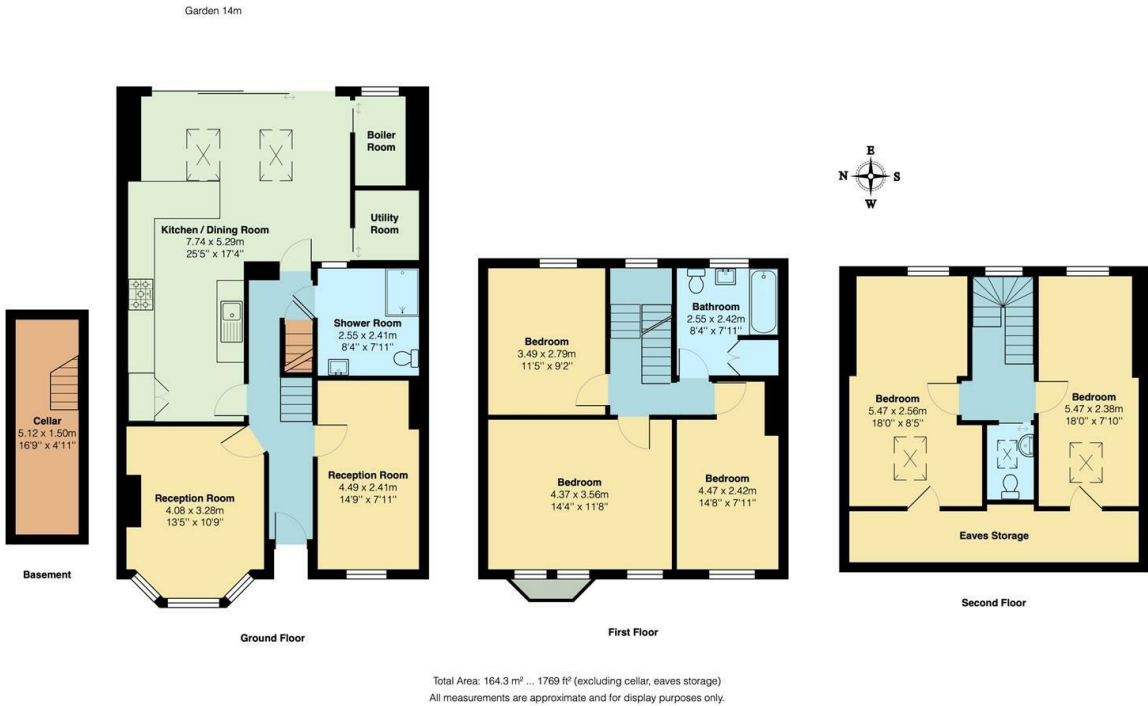 Garden 14m
Boiler
Room
Utility
Room
Kitchen / Dining Room
7.74 x 5.29m
25'5" x 17'4"
Shower Room
2.55 x 2.41m
8'4" x 7'11"
Cellar
5.12 x 1.50m
16'9" x 4'11"
Basement
Reception Room
4.08 x 3.28m
13'5" x 10'9"
Reception Room
4.49 x 2.41m
14'9" x 7'11"
Ground Floor
Bedroom
3.49 x 2.79m
11'5" x 9'2"
Bathroom
2.55 x 2.42m
8'4" x 7'11"
Bedroom
4.37 x 3.56m
14'4" x 11'8"
Bedroom
4.47 x 2.42m
14'8" x 7'11"
First Floor
E
N S
W
Bedroom
5.47 x 2.56m
18'0" x 8'5"
Bedroom
5.47 x 2.38m
18'0" x 7'10"
Eaves Storage
Second Floor
Total Area: 164.3 m² ... 1769 ft² (excluding cellar, eaves storage)
All measurements are approximate and for display purposes only.